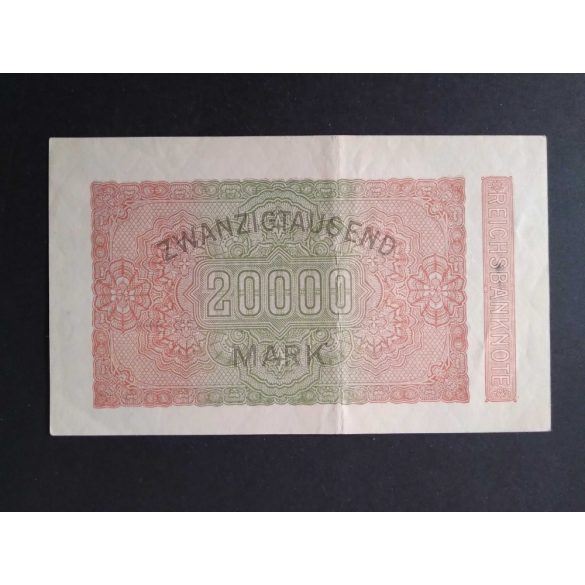 ZWANZIGTAUSEND
20000
MARK
REICHSBANKNOTE